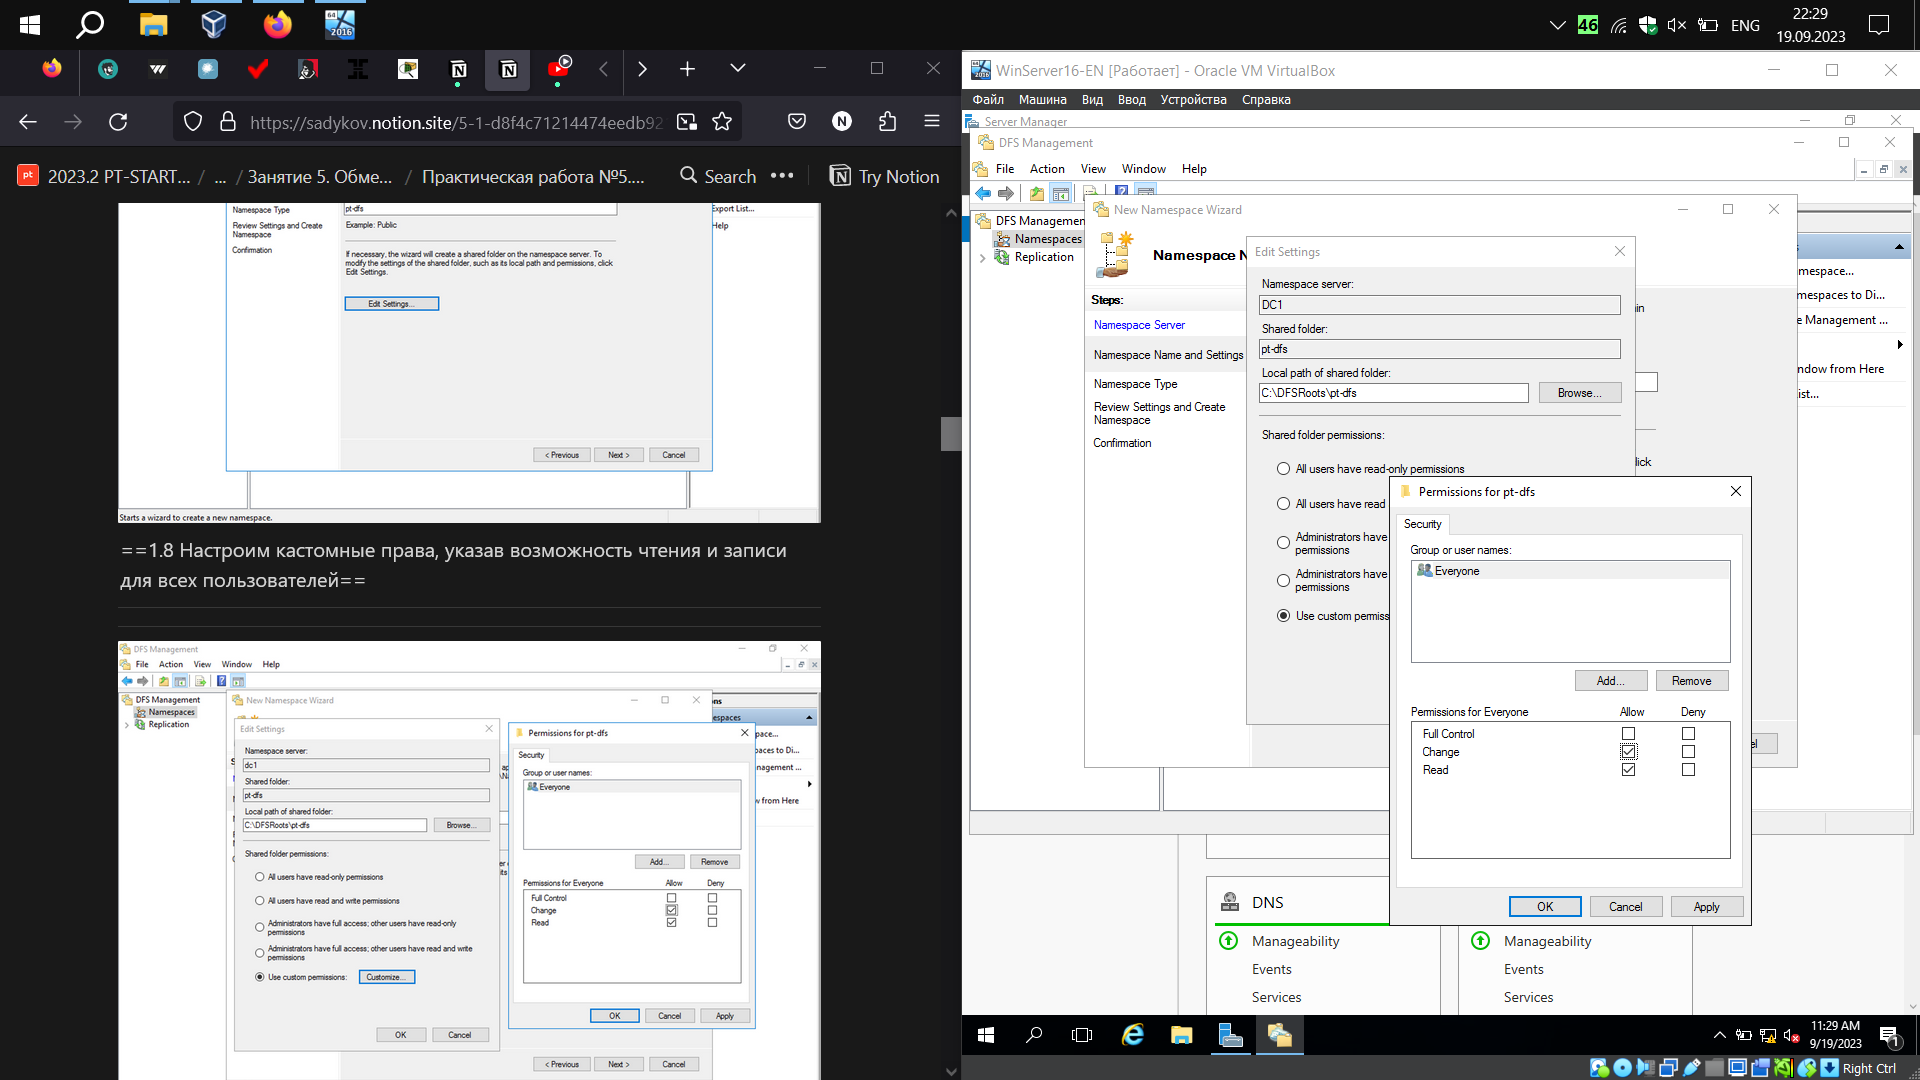 46
ENG
22:29
19.09.2023
https://sadykov.notion.site/5-1-d8f4c71214474eedb92
2023.2 PT-START... / ... / Занятие 5. Обме... / Практическая работа №5....
Search
Try Notion
Namespace Type
pt-dfs
Export List...
Review Settings and Create
Namespace
Example: Public
Help
Confirmation
If necessary, the wizard will create a shared folder on the namespace server. To
modify the settings of the shared folder, such as its local path and permissions, click
Edit Settings.
Edit Settings...
< Previous
Next >
Cancel
Starts a wizard to create a new namespace.
==1.8 Настроим кастомные права, указав возможность чтения и записи
для всех пользователей==
DFS Management
File Action View Window Help
DFS Management
Namespaces
Replication
New Namespace Wizard
Edit Settings
Namespace server:
dc1
Shared folder:
pt-dfs
Local path of shared folder:
C:\DFSRoots\pt-dfs
Browse...
Shared folder permissions:
All users have read-only permissions
All users have read and write permissions
Administrators have full access; other users have read-only
permissions
Administrators have full access; other users have read and write
permissions
Use custom permissions:
Customize...
OK
Cancel
Permissions for pt-dfs
Security
Group or user names:
Everyone
Add...
Remove
Permissions for Everyone
Allow
Deny
Full Control
Change
Read
OK
Cancel
Apply
ns
espaces
pace...
paces to Di...
nagement ...
w from Here
< Previous
Next >
Cancel
WinServer16-EN [Работает] - Oracle VM VirtualBox
Файл Машина Вид Ввод Устройства Справка
Server Manager
DFS Management
File Action View Window Help
DFS Managemen
Namespaces
Replication
New Namespace Wizard
Namespace N
Steps:
Namespace Server
Namespace Name and Settings
Namespace Type
Review Settings and Create
Namespace
Confirmation
Edit Settings
Namespace server:
DC1
Shared folder:
pt-dfs
Local path of shared folder:
C:\DFSRoots\pt-dfs
Browse...
Shared folder permissions:
All users have read-only permissions
All users have read
Administrators have
permissions
Administrators have
permissions
Use custom permiss
in
lick
el
s
mespace...
mespaces to Di...
e Management ...
ndow from Here
ist...
Permissions for pt-dfs
Security
Group or user names:
Everyone
Add...
Remove
Permissions for Everyone
Allow
Deny
Full Control
Change
Read
OK
Cancel
Apply
DNS
Manageability
Events
Services
Manageability
Events
Services
11:29 AM
9/19/2023
1
Right Ctrl